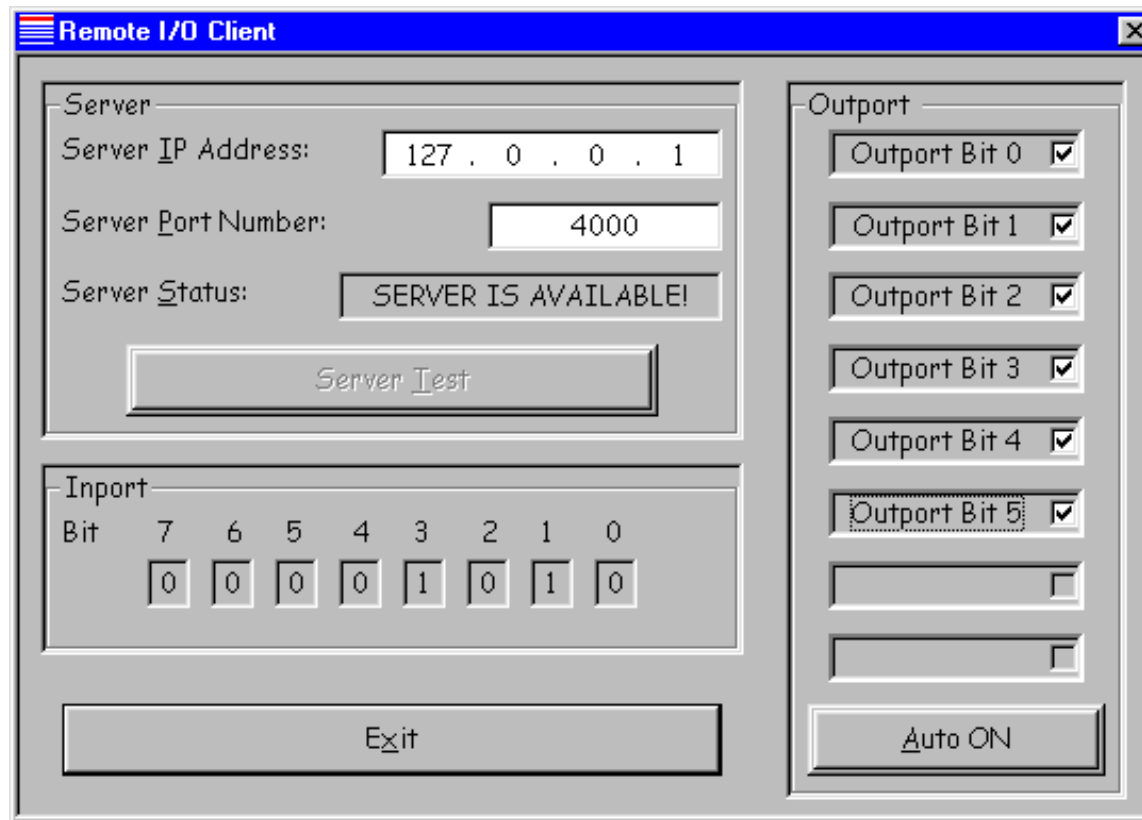 Remote I/O Client
Server
Server IP Address: 127 . 0 . 0 . 1
Server Port Number: 4000
Server Status: SERVER IS AVAILABLE!
Server Test
Inport
Bit 7 6 5 4 3 2 1 0
0 0 0 0 1 0 1 0
Exit
Outport
Outport Bit 0
Outport Bit 1
Outport Bit 2
Outport Bit 3
Outport Bit 4
Outport Bit 5
Auto ON